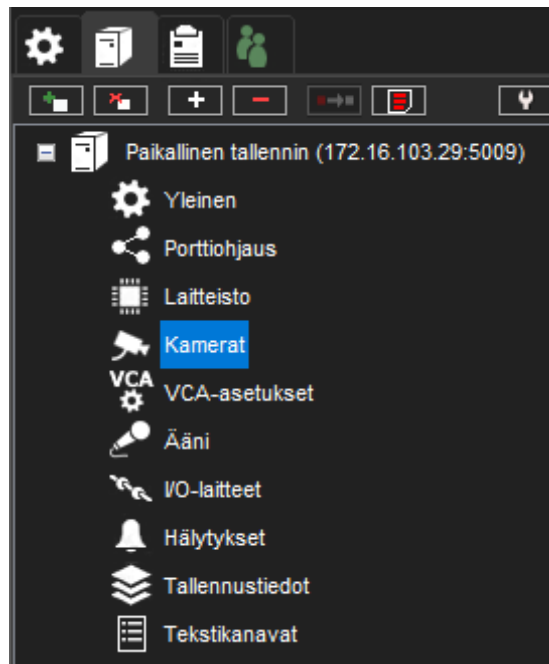 Paikallinen tallennin (172.16.103.29:5009)
Yleinen
Porttiohjaus
Laitteisto
Kamerat
VCA VCA-asetukset
Ääni
I/O-laitteet
Hälytykset
Tallennustiedot
Tekstikanavat